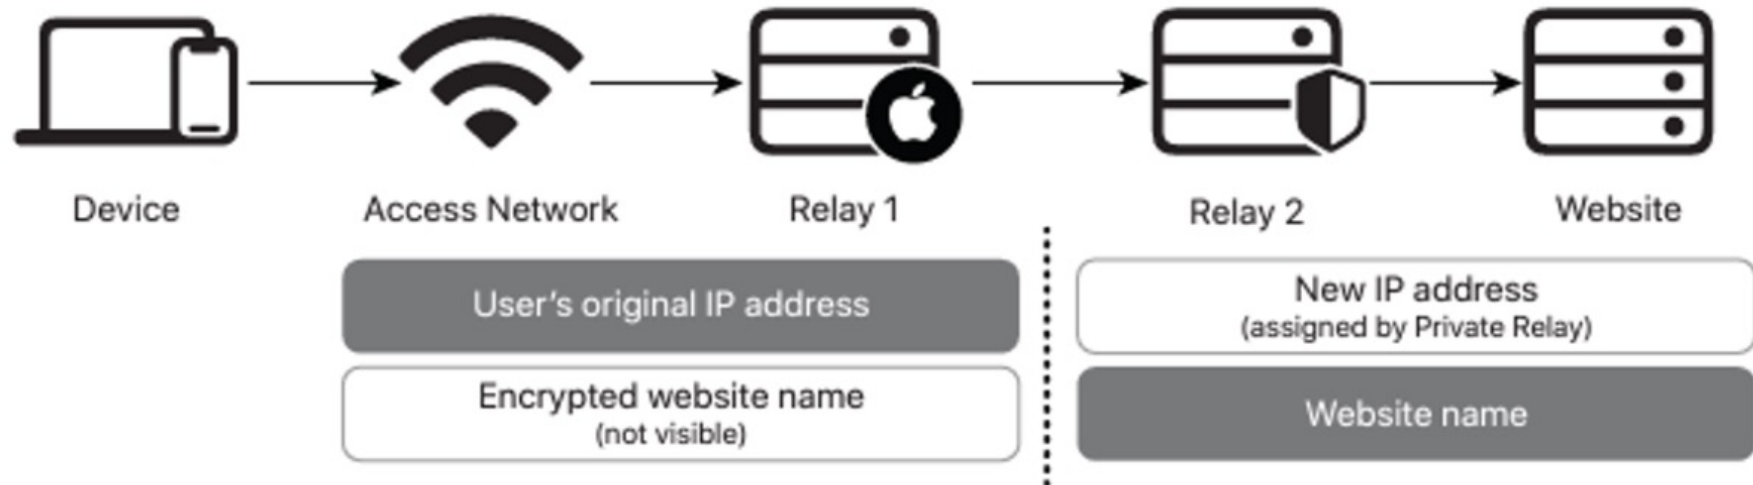 Device
Access Network
Relay 1
Relay 2
Website
User's original IP address
Encrypted website name
(not visible)
New IP address
(assigned by Private Relay)
Website name